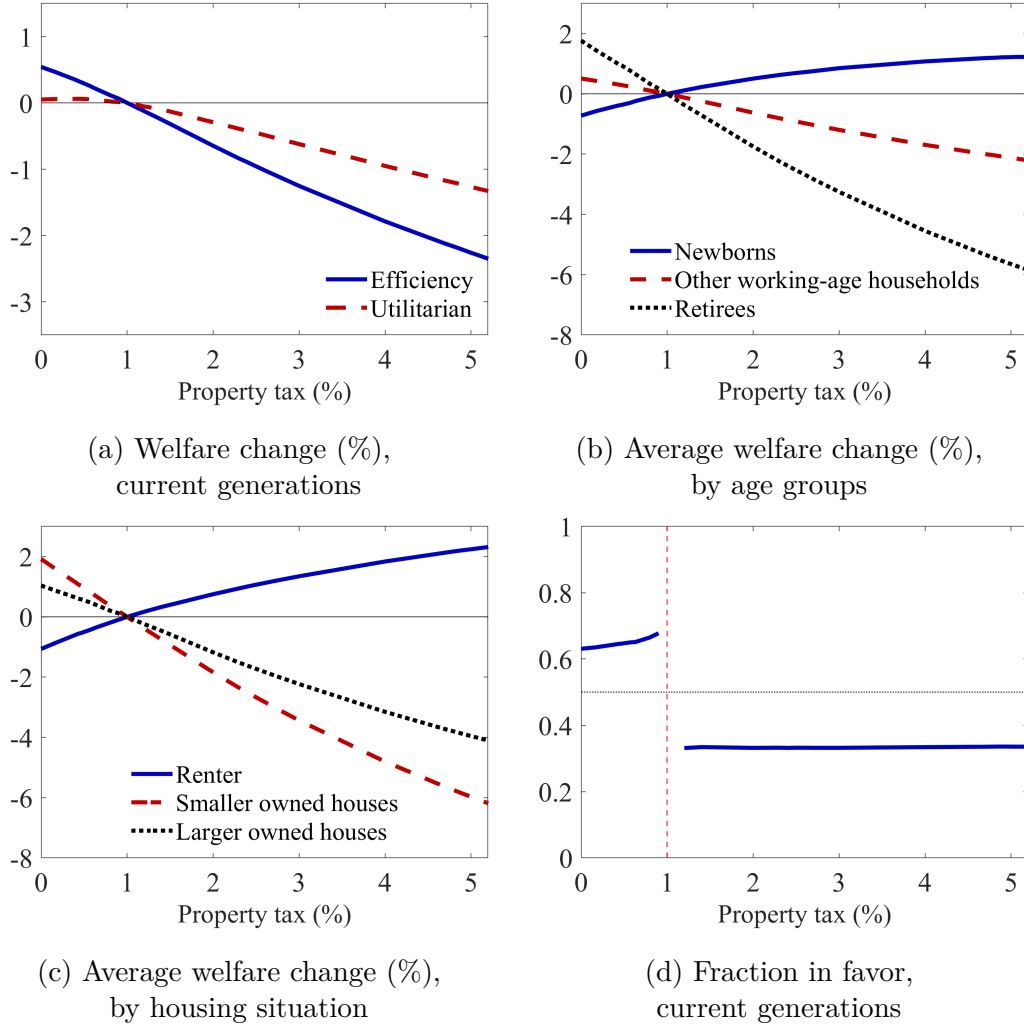 1
0
-1
-2
-3
Efficiency
Utilitarian
0 1 2 3 4 5
Property tax (%)
(a) Welfare change (%),
current generations
2
0
-2
-4
-6
-8
Newborns
Other working-age households
Retirees
0 1 2 3 4 5
Property tax (%)
(b) Average welfare change (%),
by age groups
2
0
-2
-4
-6
-8
Renter
Smaller owned houses
Larger owned houses
0 1 2 3 4 5
Property tax (%)
(c) Average welfare change (%),
by housing situation
1
0.8
0.6
0.4
0.2
0
0 1 2 3 4 5
Property tax (%)
(d) Fraction in favor,
current generations